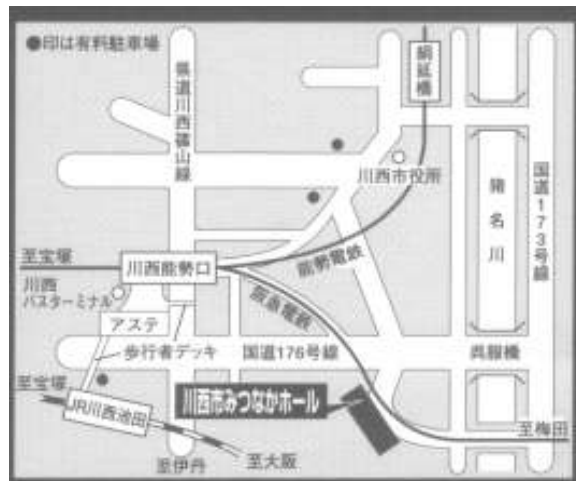 ●印は有料駐車場
県道川西篠山線
絹延橋
川西市役所
猪名川
国道173号線
至宝塚
川西能勢口
能勢電鉄
川西
バスターミナル
阪急電鉄
アステ
歩行者デッキ
国道176号線
呉服橋
至宝塚
JR川西池田
川西市みつなかホール
至梅田
至伊丹
至大阪